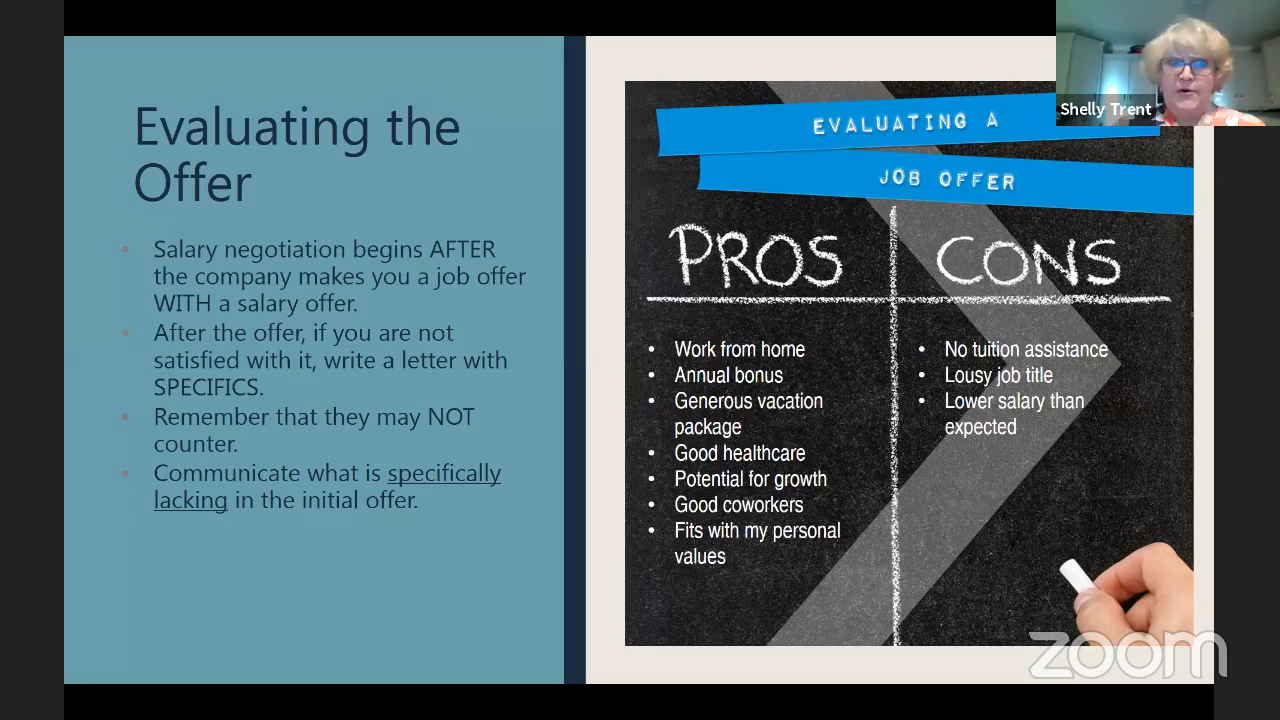 Evaluating the
Offer
• Salary negotiation begins AFTER
the company makes you a job offer
WITH a salary offer.
• After the offer, if you are not
satisfied with it, write a letter with
SPECIFICS.
• Remember that they may NOT
counter.
• Communicate what is specifically
lacking in the initial offer.
EVALUATING A
JOB OFFER
PROS
• Work from home
• Annual bonus
• Generous vacation
package
• Good healthcare
• Potential for growth
• Good coworkers
• Fits with my personal
values
CONS
• No tuition assistance
• Lousy job title
• Lower salary than
expected
Shelly Trent
zoom